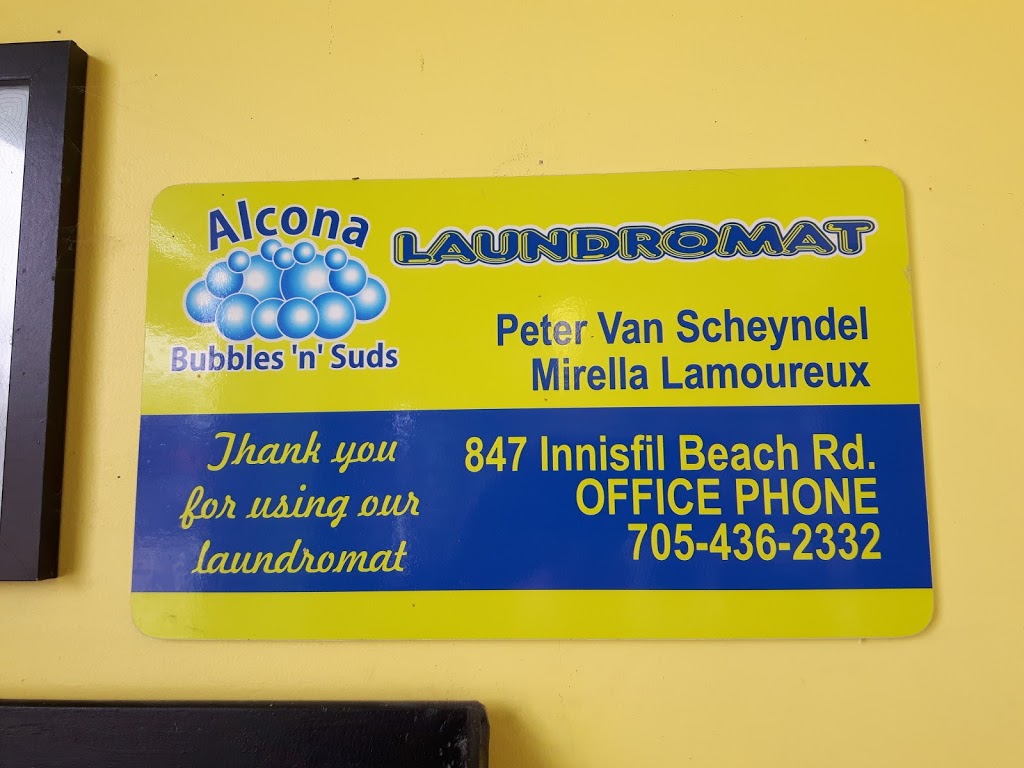 Alcona
Bubbles 'n' Suds
LAUNDROMAT
Peter Van Scheyndel
Mirella Lamoureux
Thank you
for using our
laundromat
847 Innisfil Beach Rd.
OFFICE PHONE
705-436-2332